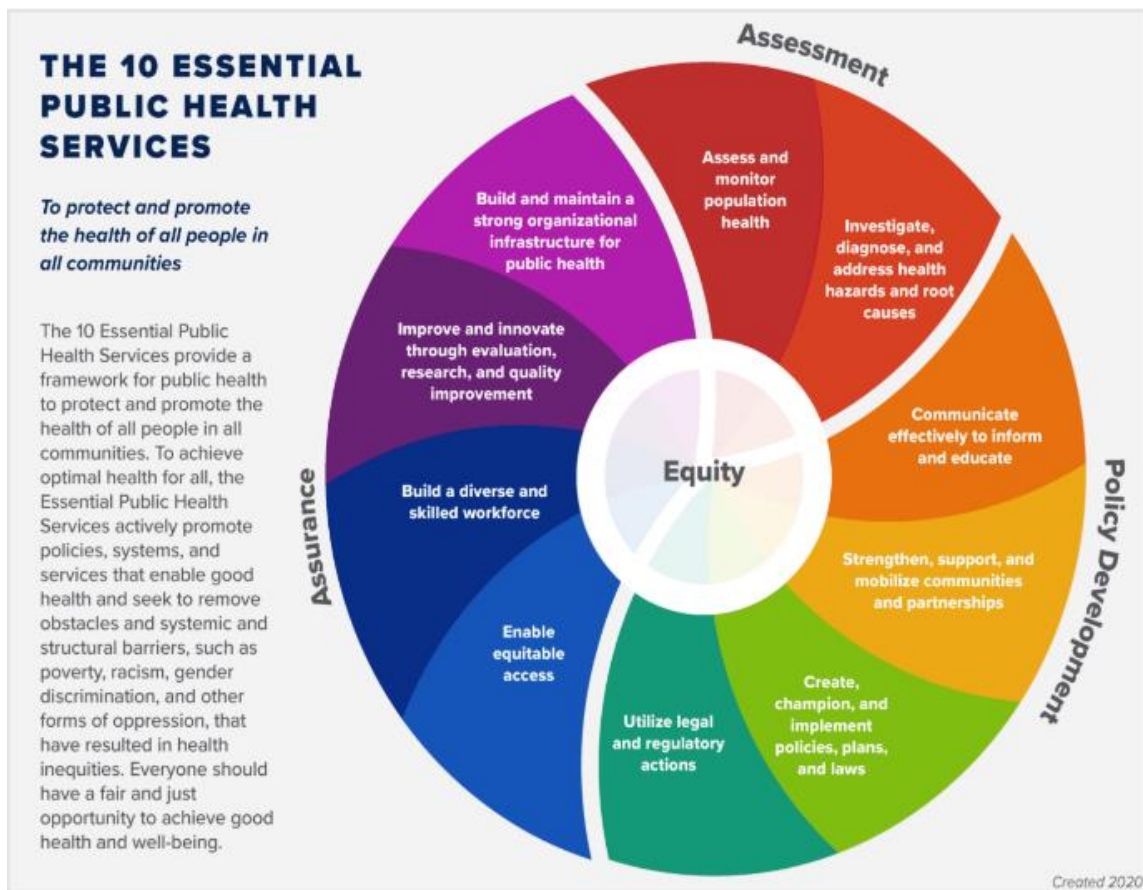 THE 10 ESSENTIAL
PUBLIC HEALTH
SERVICES
To protect and promote
the health of all people in
all communities
The 10 Essential Public
Health Services provide a
framework for public health
to protect and promote the
health of all people in all
communities. To achieve
optimal health for all, the
Essential Public Health
Services actively promote
policies, systems, and
services that enable good
health and seek to remove
obstacles and systemic and
structural barriers, such as
poverty, racism, gender
discrimination, and other
forms of oppression, that
have resulted in health
inequities. Everyone should
have a fair and just
opportunity to achieve good
health and well-being.
Assessment
Assess and
monitor
population
health
Investigate,
diagnose, and
address health
hazards and root
causes
Policy Development
Communicate
effectively to inform
and educate
Strengthen, support, and
mobilize communities
and partnerships
Create,
champion, and
implement
policies, plans,
and laws
Utilize legal
and regulatory
actions
Assurance
Enable
equitable
access
Build a diverse and
skilled workforce
Improve and innovate
through evaluation,
research, and quality
improvement
Build and maintain a
strong organizational
infrastructure for
public health
Equity
Created 2020